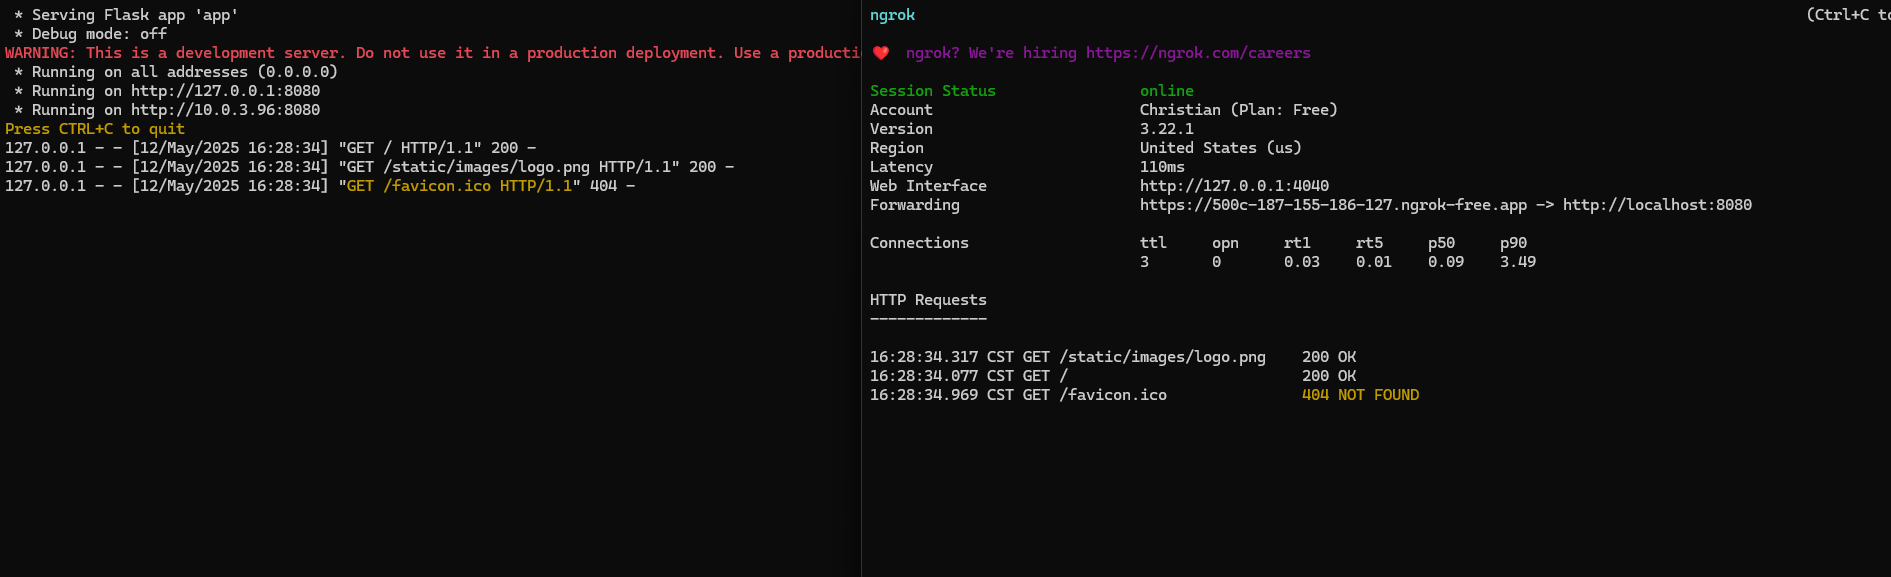 * Serving Flask app 'app'
* Debug mode: off
WARNING: This is a development server. Do not use it in a production deployment. Use a producti
* Running on all addresses (0.0.0.0)
* Running on http://127.0.0.1:8080
* Running on http://10.0.3.96:8080
Press CTRL+C to quit
127.0.0.1 - - [12/May/2025 16:28:34] "GET / HTTP/1.1" 200 -
127.0.0.1 - - [12/May/2025 16:28:34] "GET /static/images/logo.png HTTP/1.1" 200 -
127.0.0.1 - - [12/May/2025 16:28:34] "GET /favicon.ico HTTP/1.1" 404 -
ngrok (Ctrl+C to
❤️ ngrok? We're hiring https://ngrok.com/careers
Session Status online
Account Christian (Plan: Free)
Version 3.22.1
Region United States (us)
Latency 110ms
Web Interface http://127.0.0.1:4040
Forwarding https://500c-187-155-186-127.ngrok-free.app -> http://localhost:8080
Connections ttl opn rt1 rt5 p50 p90
3 0 0.03 0.01 0.09 3.49
HTTP Requests
-------------
16:28:34.317 CST GET /static/images/logo.png 200 OK
16:28:34.077 CST GET / 200 OK
16:28:34.969 CST GET /favicon.ico 404 NOT FOUND